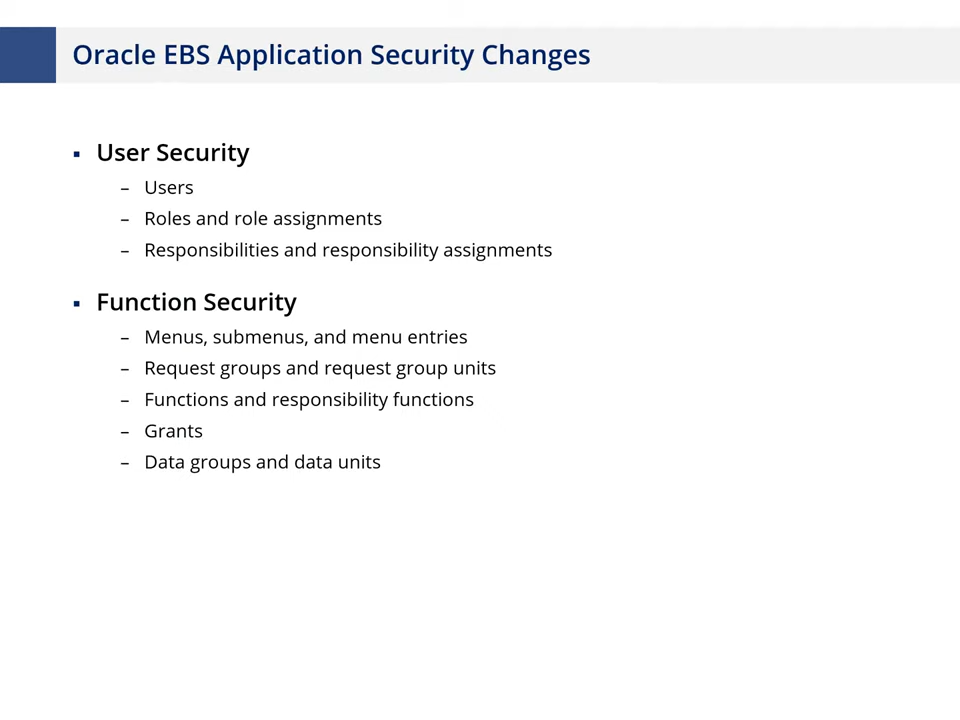 Oracle EBS Application Security Changes
▪ User Security
– Users
– Roles and role assignments
– Responsibilities and responsibility assignments
▪ Function Security
– Menus, submenus, and menu entries
– Request groups and request group units
– Functions and responsibility functions
– Grants
– Data groups and data units